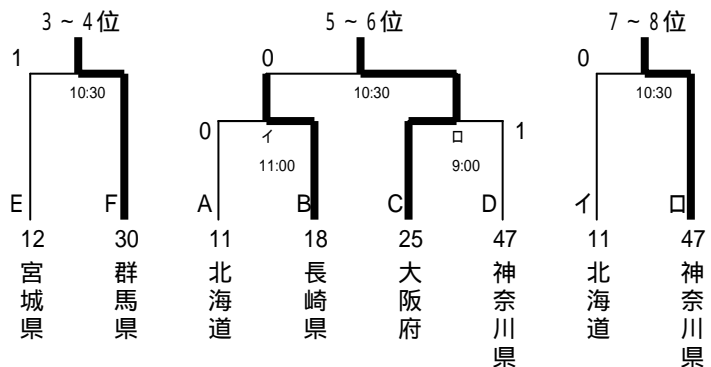 3～4位
1
10:30
E
F
12
30
宮城県
群馬県
5～6位
0
10:30
0
イ
11:00
ロ
9:00
1
A
B
C
D
11
18
25
47
北海道
長崎県
大阪府
神奈川県
7～8位
0
10:30
イ
ロ
11
47
北海道
神奈川県